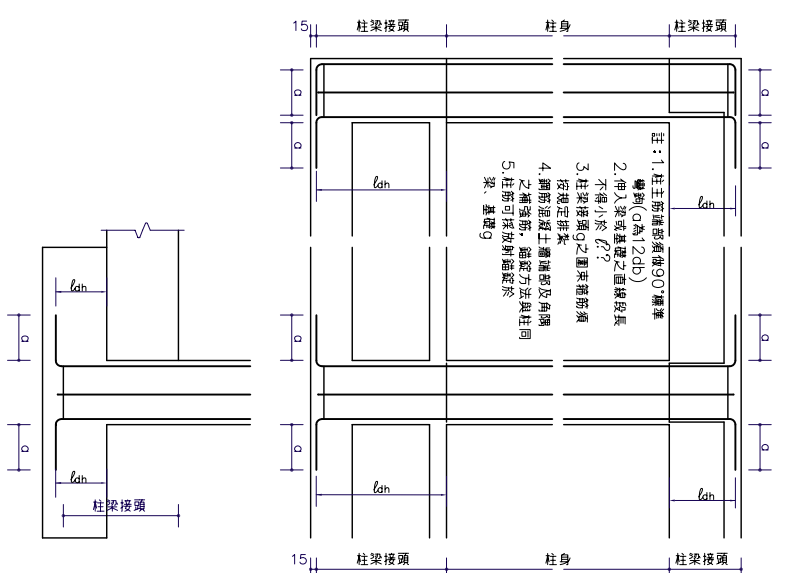 15 柱梁接頭 柱身 柱梁接頭
a
a
a
a
ldh
ldh
註:1.柱主筋端部須做90°標準
彎鉤(a為12db)
2.伸入梁或基礎之直線段長
不得小於 ℓ??
3.柱梁接頭g之圍束箍筋須
按規定排紮
4.鋼筋混凝土牆端部及角隅
之補強筋,錨錠方法與柱同
5.柱筋可採放射錨錠於
梁、基礎g
ldh
a
a
a
a
a
a
ldh
柱梁接頭
ldh
ldh
15 柱梁接頭 柱身 柱梁接頭